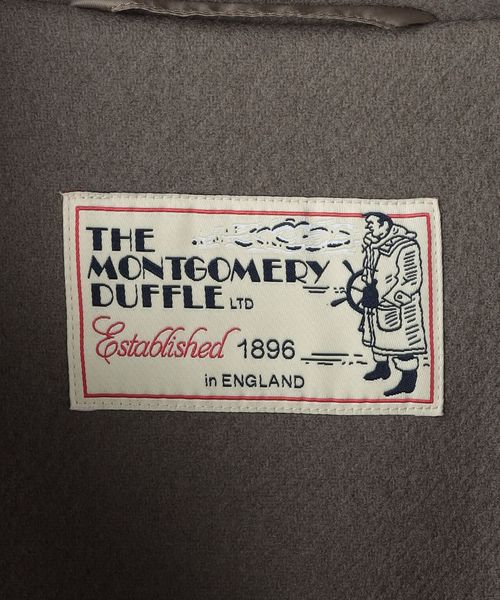 THE
MONTGOMERY
DUFFLE LTD
Established 1896
in ENGLAND